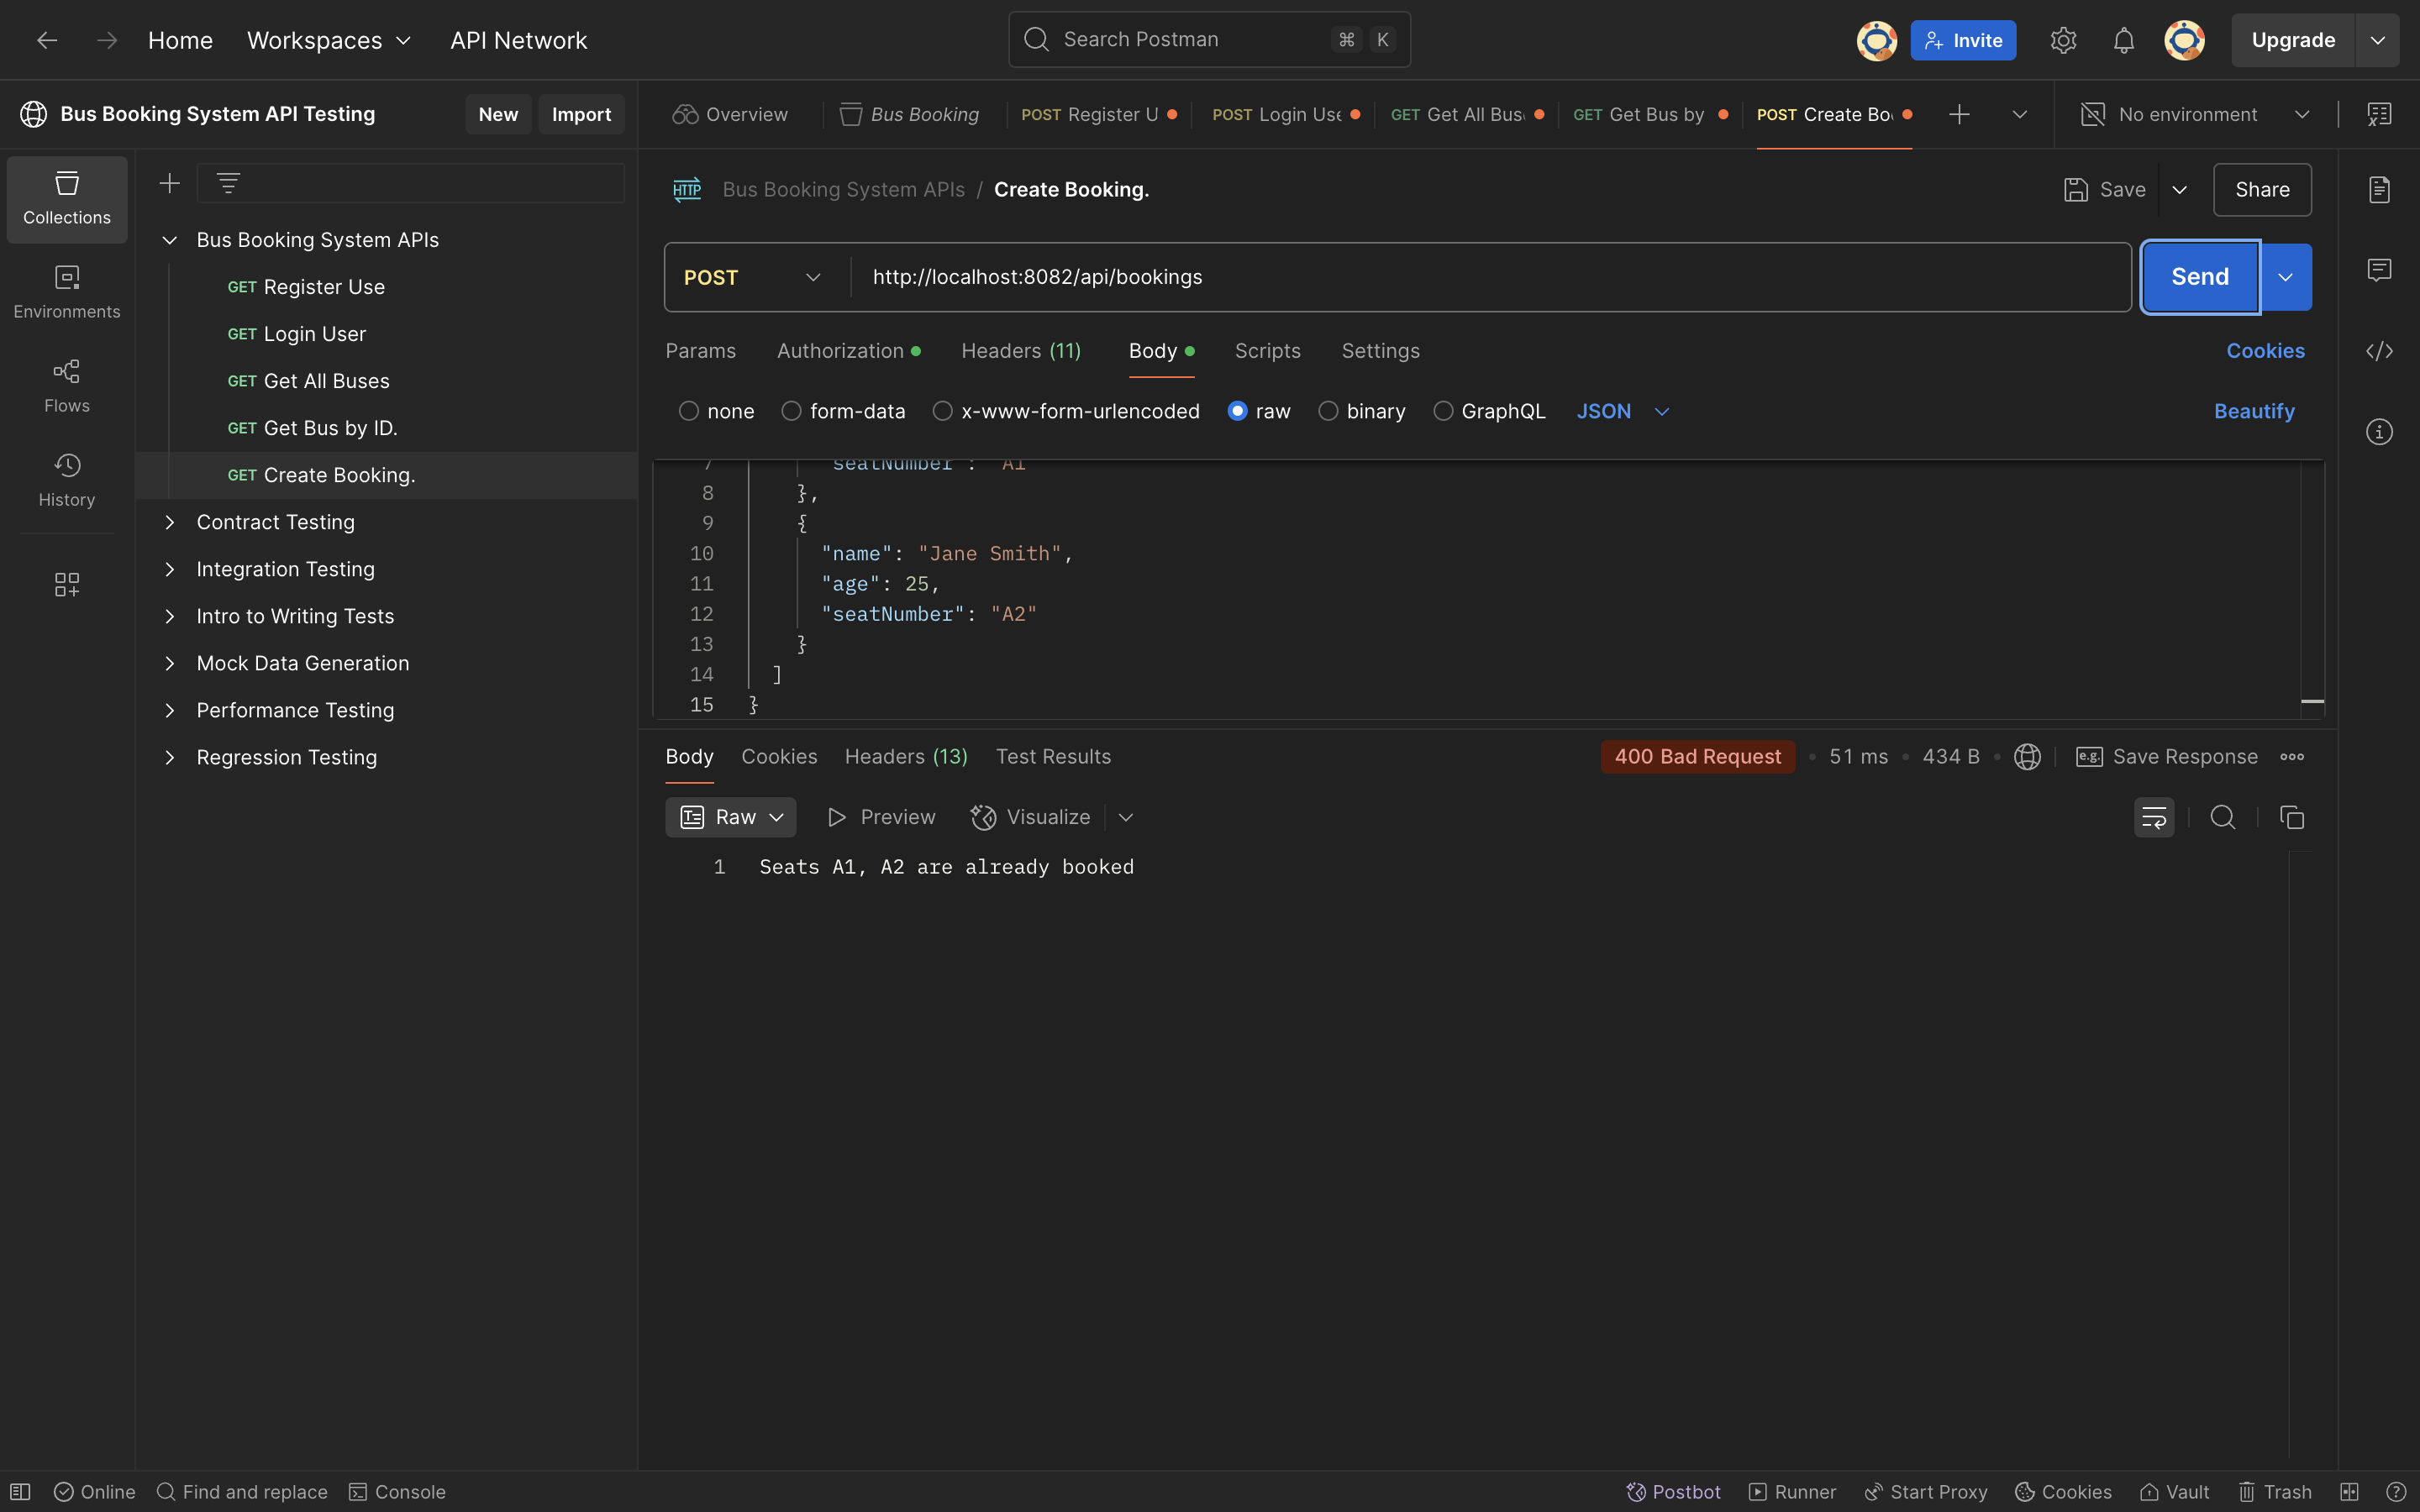 Home Workspaces API Network Search Postman ⌘ K Invite Upgrade
Bus Booking System API Testing New Import
Overview Bus Booking POST Register U POST Login Use GET Get All Bus GET Get Bus by POST Create Bo No environment
Collections
Environments
Flows
History
Bus Booking System APIs
GET Register Use
GET Login User
GET Get All Buses
GET Get Bus by ID.
GET Create Booking.
Contract Testing
Integration Testing
Intro to Writing Tests
Mock Data Generation
Performance Testing
Regression Testing
HTTP Bus Booking System APIs / Create Booking. Save Share
POST http://localhost:8082/api/bookings Send
Params Authorization Headers (11) Body Scripts Settings Cookies
none form-data x-www-form-urlencoded raw binary GraphQL JSON Beautify
7 "seatNumber": "A1"
8 },
9 {
10 "name": "Jane Smith",
11 "age": 25,
12 "seatNumber": "A2"
13 }
14 ]
15 }
Body Cookies Headers (13) Test Results 400 Bad Request • 51 ms • 434 B • e.g. Save Response
Raw Preview Visualize
1 Seats A1, A2 are already booked
Online Find and replace Console Postbot Runner Start Proxy Cookies Vault Trash